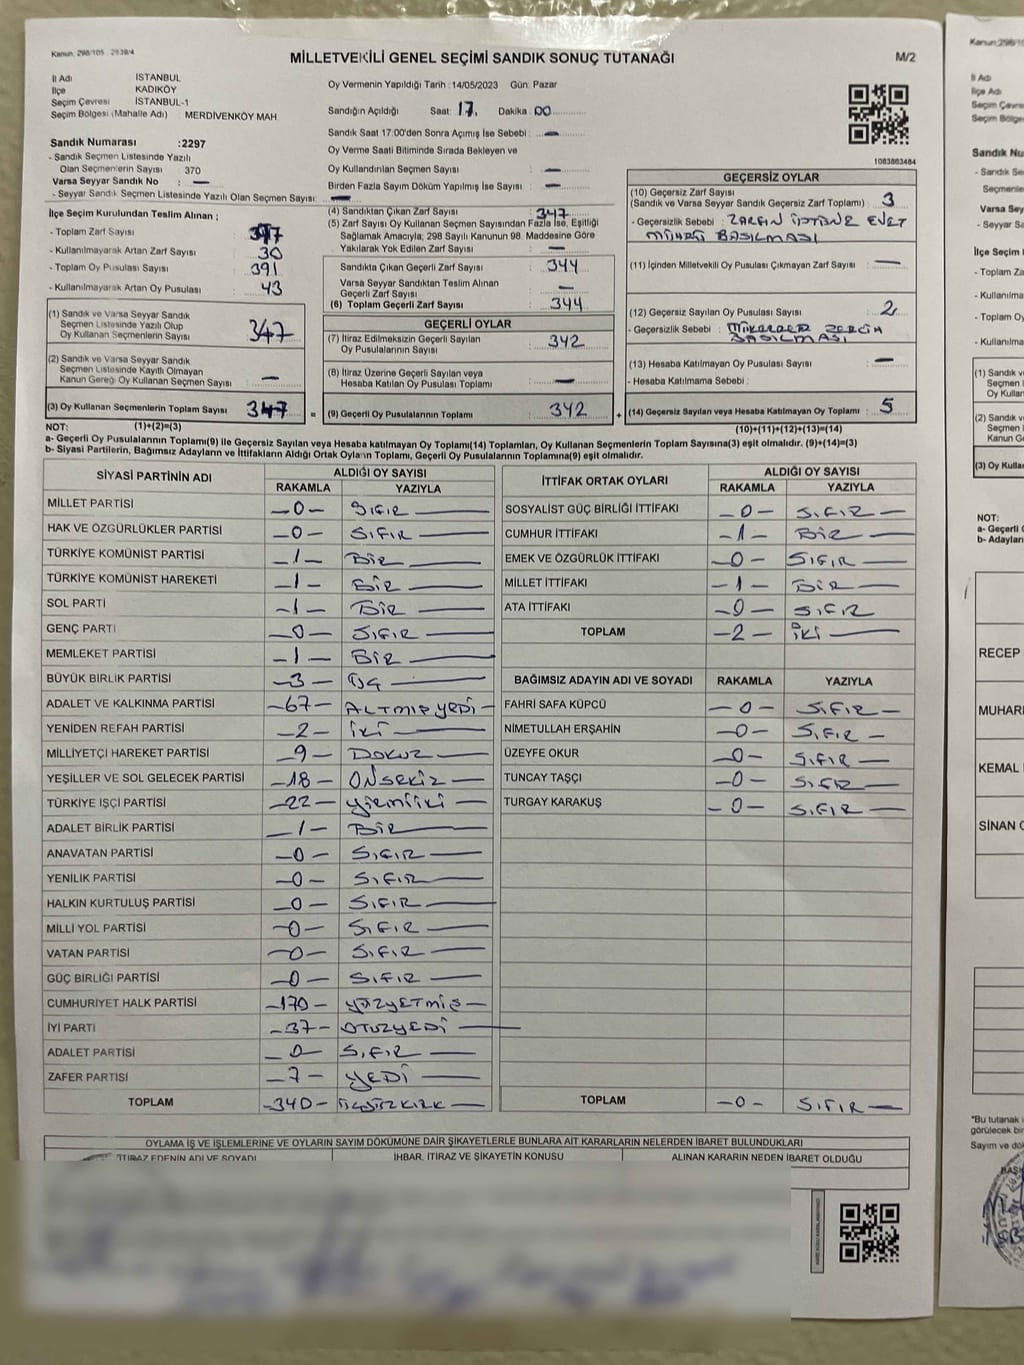 Kanun: 298/105 2839/4
MİLLETVEKİLİ GENEL SEÇİMİ SANDIK SONUÇ TUTANAĞI
M/2
İl Adı İSTANBUL
İlçe KADIKÖY
Seçim Çevresi İSTANBUL-1
Seçim Bölgesi (Mahalle Adı) : MERDİVENKÖY MAH
Sandık Numarası :2297
- Sandık Seçmen Listesinde Yazılı
Olan Seçmenlerin Sayısı 370
Varsa Seyyar Sandık No : —
- Seyyar Sandık Seçmen Listesinde Yazılı Olan Seçmen Sayısı : —
Oy Vermenin Yapıldığı Tarih :14/05/2023 Gün: Pazar
Sandığın Açıldığı Saat: 17, Dakika: 00
Sandık Saat 17:00'den Sonra Açımış İse Sebebi : —
Oy Verme Saati Bitiminde Sırada Bekleyen ve
Oy Kullandırılan Seçmen Sayısı : —
Birden Fazla Sayım Döküm Yapılmış İse Sayısı : —
1083863484
İlçe Seçim Kurulundan Teslim Alınan ;
- Toplam Zarf Sayısı :
- Kullanılmayarak Artan Zarf Sayısı : 30
- Toplam Oy Pusulası Sayısı : 391
- Kullanılmayarak Artan Oy Pusulası : 43
(1) Sandık ve Varsa Seyyar Sandık
Seçmen Listesinde Yazılı Olup
Oy Kullanan Seçmenlerin Sayısı : 347
(2) Sandık ve Varsa Seyyar Sandık
Seçmen Listesinde Kayıtlı Olmayan
Kanun Gereği Oy Kullanan Seçmen Sayısı : —
(3) Oy Kullanan Seçmenlerin Toplam Sayısı : 347 =
(4) Sandıktan Çıkan Zarf Sayısı : 347
(5) Zarf Sayısı Oy Kullanan Seçmen Sayısından Fazla İse, Eşitliği
Sağlamak Amacıyla, 298 Sayılı Kanunun 98. Maddesine Göre
Yakılarak Yok Edilen Zarf Sayısı : —
Sandıkta Çıkan Geçerli Zarf Sayısı : 344
Varsa Seyyar Sandıktan Teslim Alınan
Geçerli Zarf Sayısı : —
(6) Toplam Geçerli Zarf Sayısı : 344
GEÇERLİ OYLAR
(7) İtiraz Edilmeksizin Geçerli Sayılan
Oy Pusulalarının Sayısı : 342
(8) İtiraz Üzerine Geçerli Sayılan veya
Hesaba Katılan Oy Pusulası Toplamı : —
(9) Geçerli Oy Pusulalarının Toplamı : 342 +
GEÇERSİZ OYLAR
(10) Geçersiz Zarf Sayısı
(Sandık ve Varsa Seyyar Sandık Geçersiz Zarf Toplamı) : 3
- Geçersizlik Sebebi : ZARFIN ÜSTÜNE EVET
MÜHRÜ BASILMASI
(11) İçinden Milletvekili Oy Pusulası Çıkmayan Zarf Sayısı : —
(12) Geçersiz Sayılan Oy Pusulası Sayısı : 2
- Geçersizlik Sebebi : BASILMASI
(13) Hesaba Katılmayan Oy Pusulası Sayısı : —
- Hesaba Katılmama Sebebi :
(14) Geçersiz Sayılan veya Hesaba Katılmayan Oy Toplamı : 5
NOT: (1)+(2)=(3) (10)+(11)+(12)+(13)=(14)
a- Geçerli Oy Pusulalarının Toplamı(9) ile Geçersiz Sayılan veya Hesaba katılmayan Oy Toplamı(14) Toplamları, Oy Kullanan Seçmenlerin Toplam Sayısına(3) eşit olmalıdır. (9)+(14)=(3)
b- Siyasi Partilerin, Bağımsız Adayların ve İttifakların Aldığı Ortak Oyların Toplamı, Geçerli Oy Pusulalarının Toplamına(9) eşit olmalıdır.
SİYASİ PARTİNİN ADI ALDIĞI OY SAYISI
RAKAMLA YAZIYLA
MİLLET PARTİSİ -0- SIFIR
HAK VE ÖZGÜRLÜKLER PARTİSİ -0- SIFIR
TÜRKİYE KOMÜNİST PARTİSİ -1- BİR
TÜRKİYE KOMÜNİST HAREKETİ -1- BİR
SOL PARTİ -1- BİR
GENÇ PARTİ -0- SIFIR
MEMLEKET PARTİSİ -1- BİR
BÜYÜK BİRLİK PARTİSİ -3- ÜÇ
ADALET VE KALKINMA PARTİSİ -67- ALTMIŞYEDİ
YENİDEN REFAH PARTİSİ -2- İKİ
MİLLİYETÇİ HAREKET PARTİSİ -9- DOKUZ
YEŞİLLER VE SOL GELECEK PARTİSİ -18- ONSEKİZ
TÜRKİYE İŞÇİ PARTİSİ -22- yirmiiki
ADALET BİRLİK PARTİSİ -1- BİR
ANAVATAN PARTİSİ -0- SIFIR
YENİLİK PARTİSİ -0- SIFIR
HALKIN KURTULUŞ PARTİSİ -0- SIFIR
MİLLİ YOL PARTİSİ -0- SIFIR
VATAN PARTİSİ -0- SIFIR
GÜÇ BİRLİĞİ PARTİSİ -0- SIFIR
CUMHURİYET HALK PARTİSİ -170- YÜZYETMİŞ
İYİ PARTİ -37- OTUZYEDİ
ADALET PARTİSİ -0- SIFIR
ZAFER PARTİSİ -7- YEDİ
TOPLAM -340- ÜÇYÜZKIRK
İTTİFAK ORTAK OYLARI ALDIĞI OY SAYISI
RAKAMLA YAZIYLA
SOSYALİST GÜÇ BİRLİĞİ İTTİFAKI -0- SIFIR
CUMHUR İTTİFAKI -1- BİR
EMEK VE ÖZGÜRLÜK İTTİFAKI -0- SIFIR
MİLLET İTTİFAKI -1- BİR
ATA İTTİFAKI -0- SIFIR
TOPLAM -2- İKİ
BAĞIMSIZ ADAYIN ADI VE SOYADI RAKAMLA YAZIYLA
FAHRİ SAFA KÜPCÜ -0- SIFIR
NİMETULLAH ERŞAHİN -0- SIFIR
ÜZEYFE OKUR -0- SIFIR
TUNCAY TAŞÇI -0- SIFIR
TURGAY KARAKUŞ -0- SIFIR
TOPLAM -0- SIFIR
OYLAMA İŞ VE İŞLEMLERİNE VE OYLARIN SAYIM DÖKÜMÜNE DAİR ŞİKAYETLERLE BUNLARA AİT KARARLARIN NELERDEN İBARET BULUNDUKLARI
İTİRAZ EDENİN ADI VE SOYADI İHBAR, İTİRAZ VE ŞİKAYETİN KONUSU ALINAN KARARIN NEDEN İBARET OLDUĞU
Kanun: 298/10
İl Adı
İlçe
Seçim Çevre
Seçim Bölges
Sandık Nu
- Sandık Se
Seçmenle
Varsa Seyy
- Seyyar Sa
İlçe Seçim
- Toplam Za
- Kullanılma
- Toplam Oy
- Kullanılma
(1) Sandık v
Seçmen
Oy Kulla
(2) Sandık v
Seçmen
Kanun G
(3) Oy Kulla
NOT:
a- Geçerli O
b- Adayları
RECEP
MUHAR
KEMAL
SİNAN O
*Bu tutanak
görülecek bir
Sayım ve dö